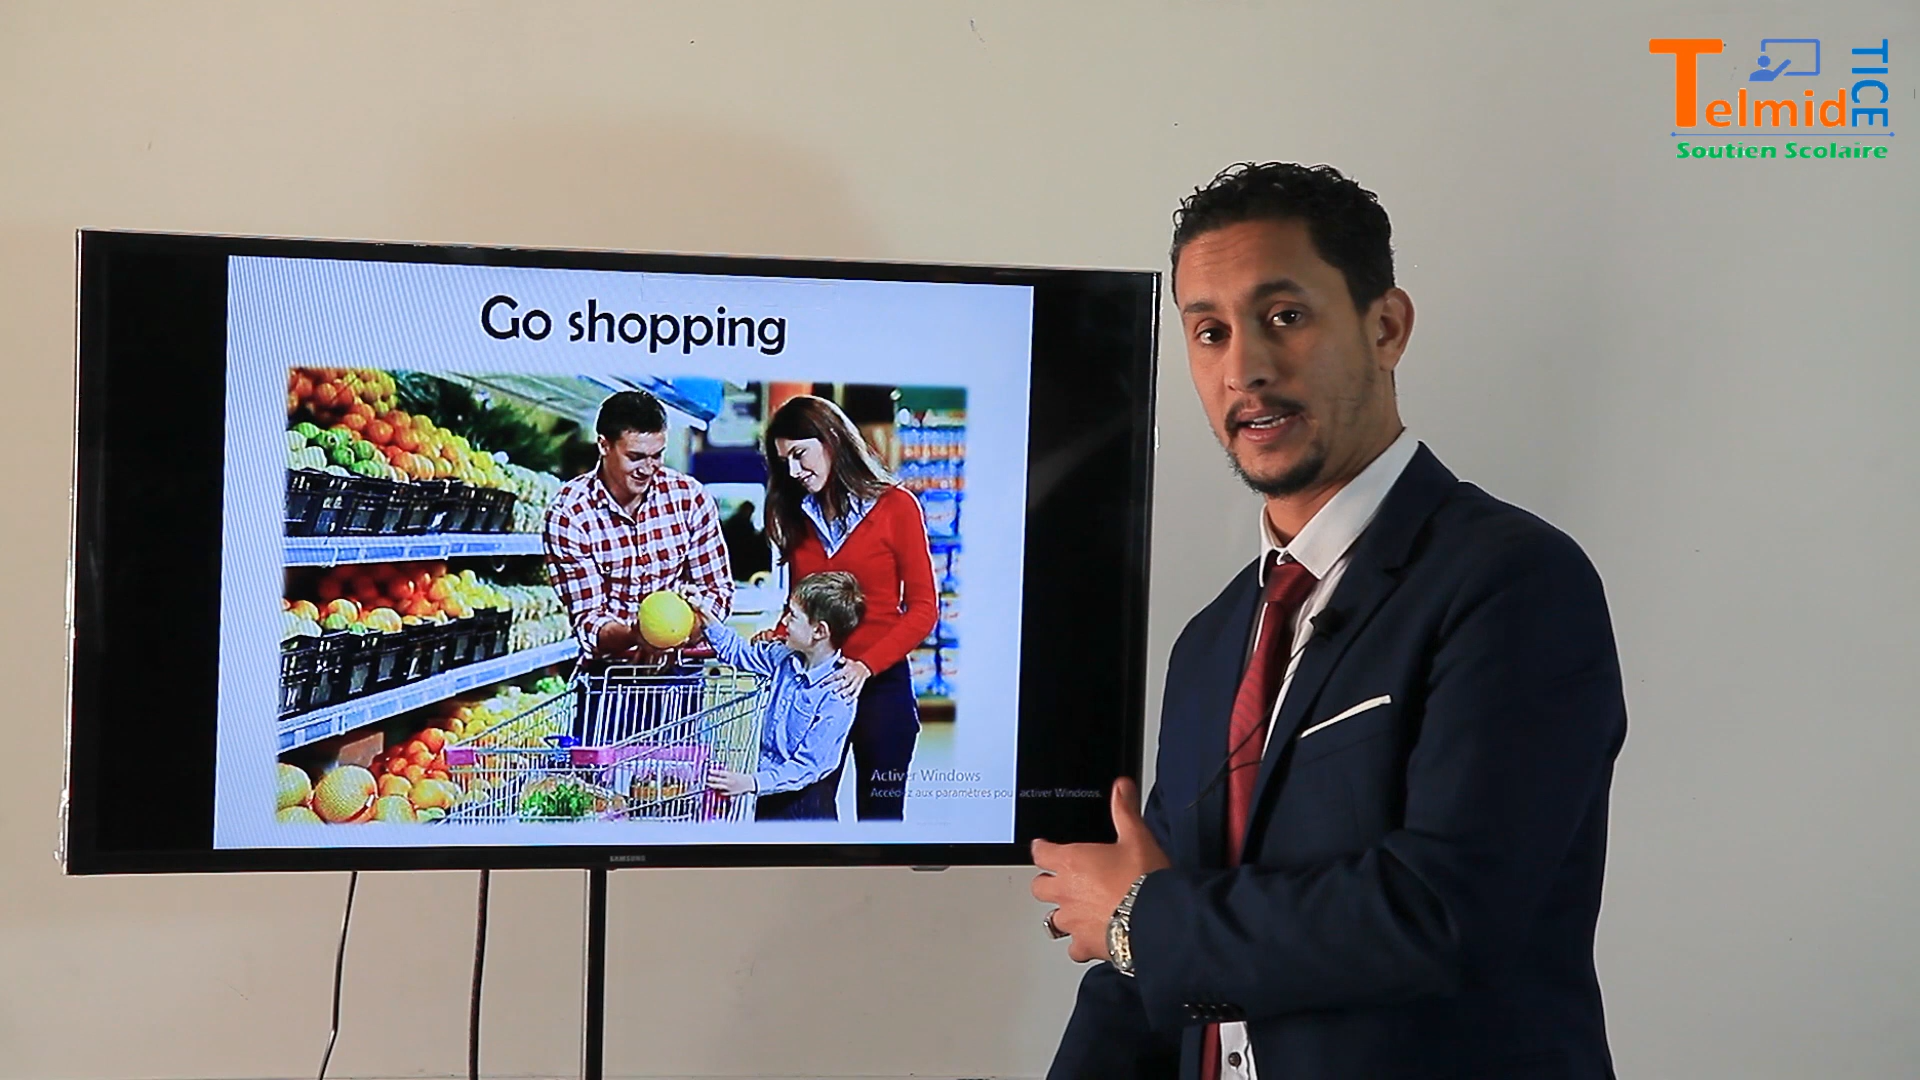 Telmid TICE
Soutien Scolaire
Go shopping
Activer Windows
Accédez aux paramètres pour activer Windows.
SAMSUNG